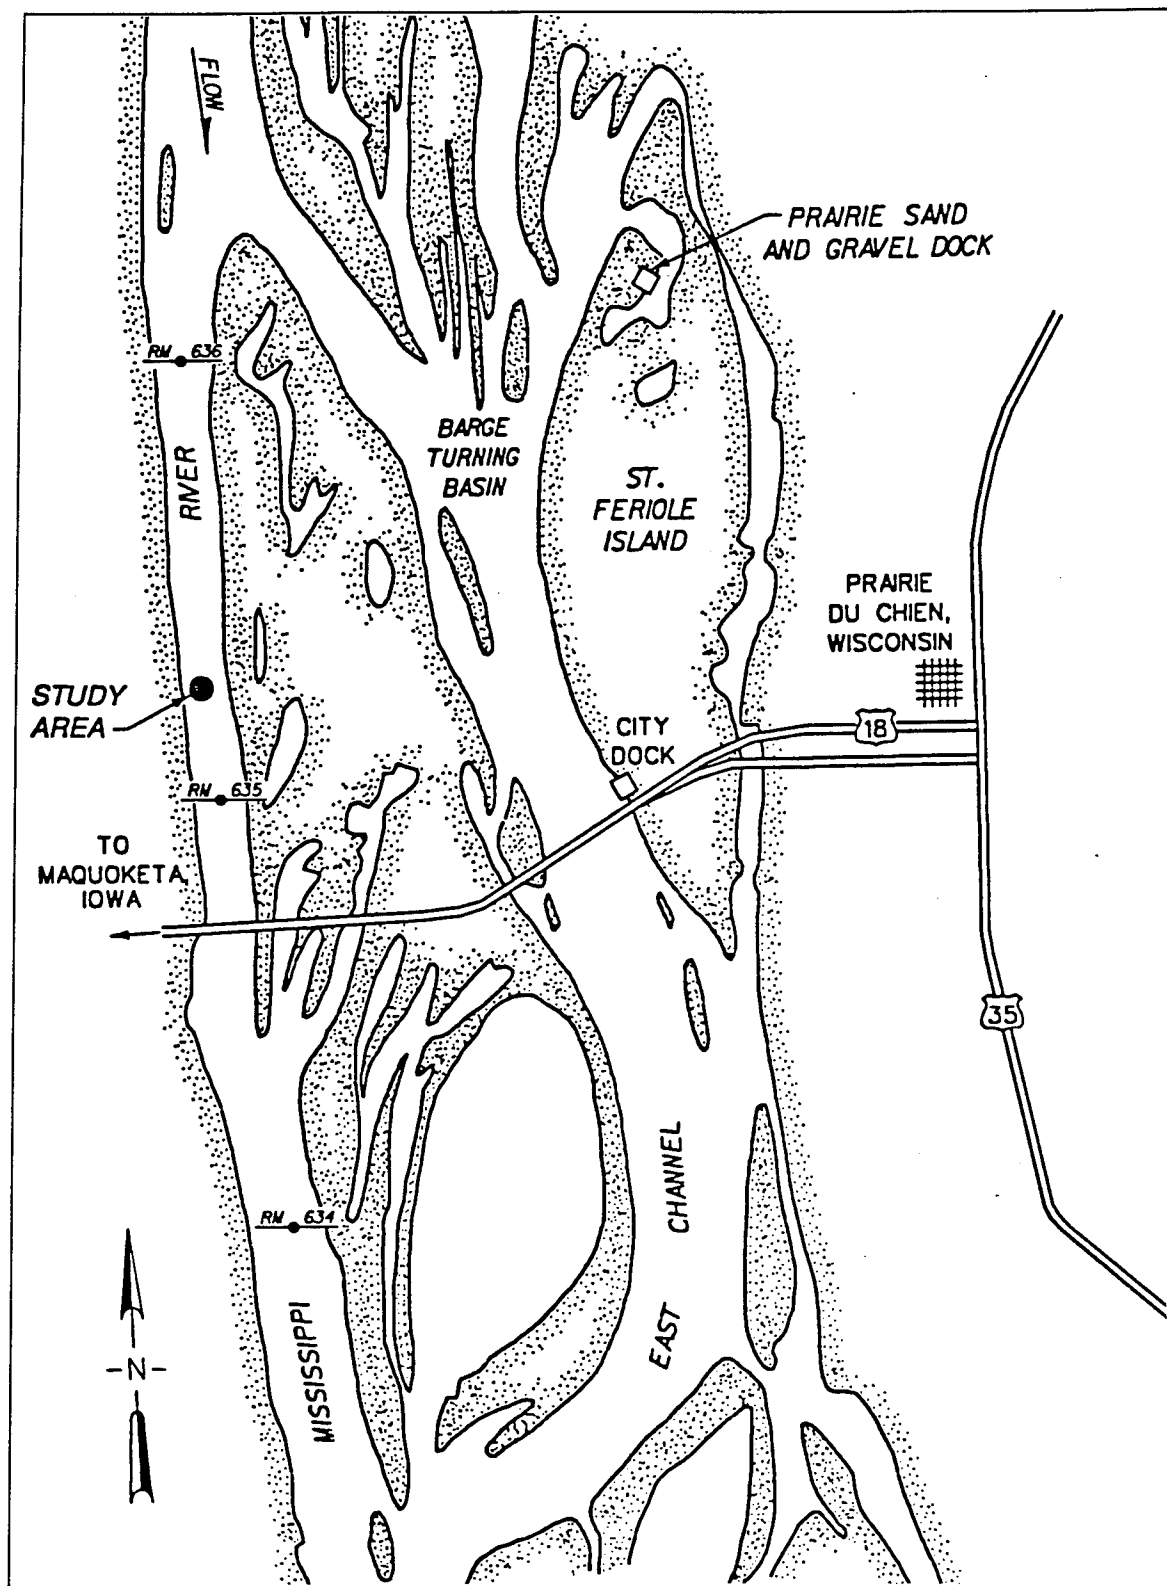 FLOW
PRAIRIE SAND
AND GRAVEL DOCK
RM 636
RIVER
BARGE
TURNING
BASIN
ST.
FERIOLE
ISLAND
PRAIRIE
DU CHIEN,
WISCONSIN
STUDY
AREA
CITY
DOCK
18
RM 635
TO
MAQUOKETA,
IOWA
35
CHANNEL
RM 634
EAST
MISSISSIPPI
-N-